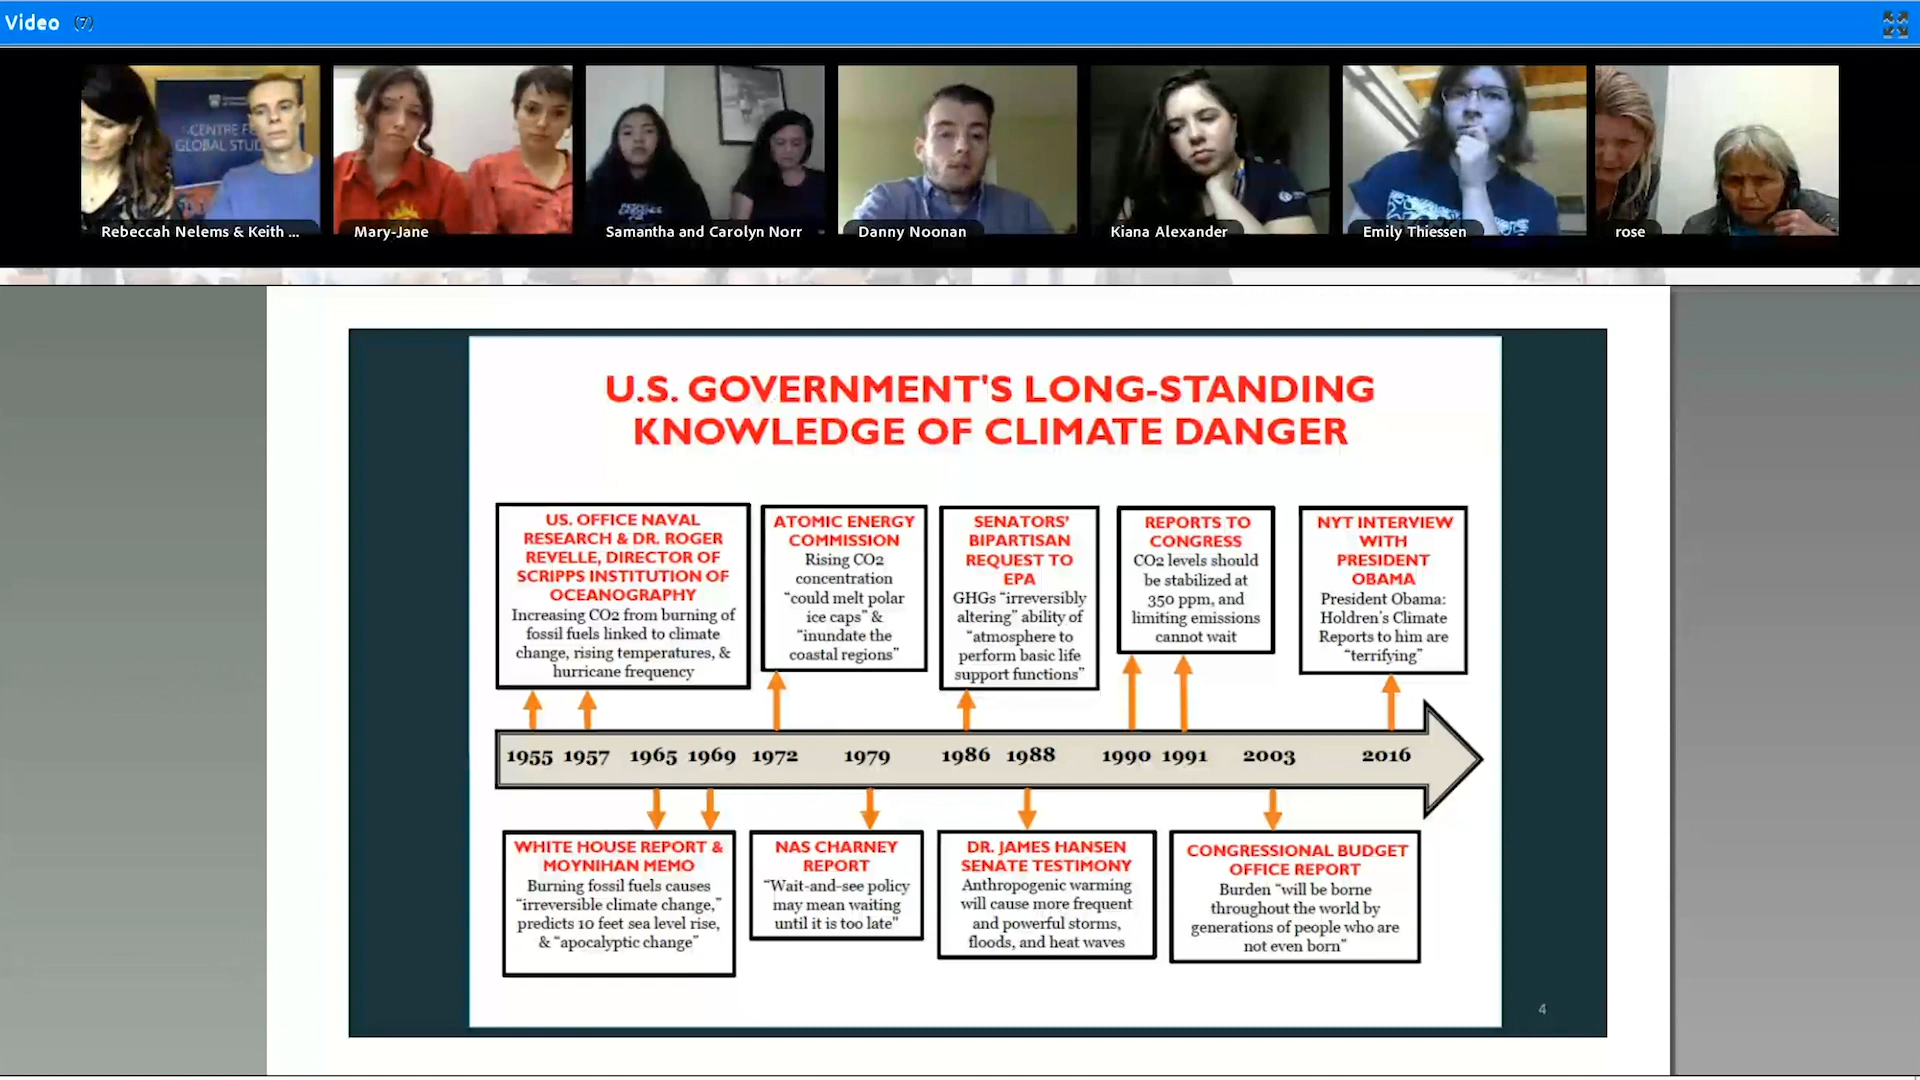 Video (7)
CENTRE F
GLOBAL STUD
Rebeccah Nelems & Keith ...
Mary-Jane
Samantha and Carolyn Norr
Danny Noonan
Kiana Alexander
Emily Thiessen
rose
U.S. GOVERNMENT'S LONG-STANDING
KNOWLEDGE OF CLIMATE DANGER
US. OFFICE NAVAL
RESEARCH & DR. ROGER
REVELLE, DIRECTOR OF
SCRIPPS INSTITUTION OF
OCEANOGRAPHY
Increasing CO2 from burning of
fossil fuels linked to climate
change, rising temperatures, &
hurricane frequency
ATOMIC ENERGY
COMMISSION
Rising CO2
concentration
“could melt polar
ice caps” &
“inundate the
coastal regions”
SENATORS’
BIPARTISAN
REQUEST TO
EPA
GHGs “irreversibly
altering” ability of
“atmosphere to
perform basic life
support functions”
REPORTS TO
CONGRESS
CO2 levels should
be stabilized at
350 ppm, and
limiting emissions
cannot wait
NYT INTERVIEW
WITH
PRESIDENT
OBAMA
President Obama:
Holdren’s Climate
Reports to him are
“terrifying”
1955 1957 1965 1969 1972 1979 1986 1988 1990 1991 2003 2016
WHITE HOUSE REPORT &
MOYNIHAN MEMO
Burning fossil fuels causes
“irreversible climate change,”
predicts 10 feet sea level rise,
& “apocalyptic change”
NAS CHARNEY
REPORT
“Wait-and-see policy
may mean waiting
until it is too late"
DR. JAMES HANSEN
SENATE TESTIMONY
Anthropogenic warming
will cause more frequent
and powerful storms,
floods, and heat waves
CONGRESSIONAL BUDGET
OFFICE REPORT
Burden “will be borne
throughout the world by
generations of people who are
not even born”
4